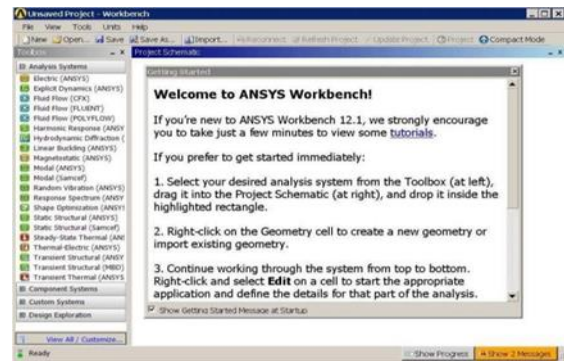 Unsaved Project - Workbench
File View Tools Units Help
New Open... Save Save As... Import... Reconnect Refresh Project Update Project Project Compact Mode
Toolbox
Project Schematic
Analysis Systems
Electric (ANSYS)
Explicit Dynamics (ANSYS)
Fluid Flow (CFX)
Fluid Flow (FLUENT)
Fluid Flow (POLYFLOW)
Harmonic Response (ANSY
Hydrodynamic Diffraction (
Linear Buckling (ANSYS)
Magnetostatic (ANSYS)
Modal (ANSYS)
Modal (Samcef)
Random Vibration (ANSYS)
Response Spectrum (ANSY
Shape Optimization (ANSYS
Static Structural (ANSYS)
Static Structural (Samcef)
Steady-State Thermal (ANS
Thermal-Electric (ANSYS)
Transient Structural (ANSY
Transient Structural (MBD)
Transient Thermal (ANSYS
Component Systems
Custom Systems
Design Exploration
View All / Customize...
Getting Started
Welcome to ANSYS Workbench!
If you're new to ANSYS Workbench 12.1, we strongly encourage
you to take just a few minutes to view some tutorials.
If you prefer to get started immediately:
1. Select your desired analysis system from the Toolbox (at left),
drag it into the Project Schematic (at right), and drop it inside the
highlighted rectangle.
2. Right-click on the Geometry cell to create a new geometry or
import existing geometry.
3. Continue working through the system from top to bottom.
Right-click and select Edit on a cell to start the appropriate
application and define the details for that part of the analysis.
Show Getting Started Message at Startup
Ready
Show Progress
Show 2 Messages